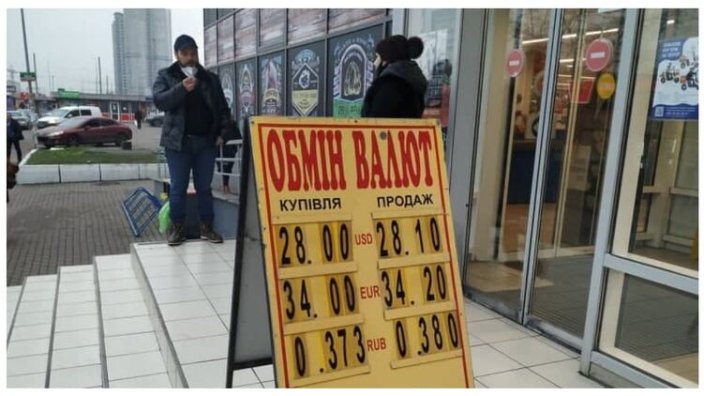 ОБМІН ВАЛЮТ
КУПІВЛЯ ПРОДАЖ
28.00 USD 28.10
34.00 EUR 34.20
0.373 RUB 0.380